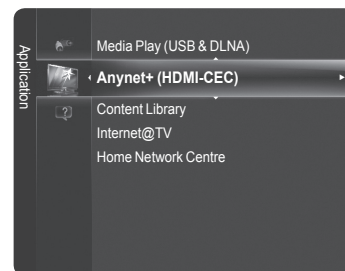 Application
Media Play (USB & DLNA)
Anynet+ (HDMI-CEC)
Content Library
Internet@TV
Home Network Centre